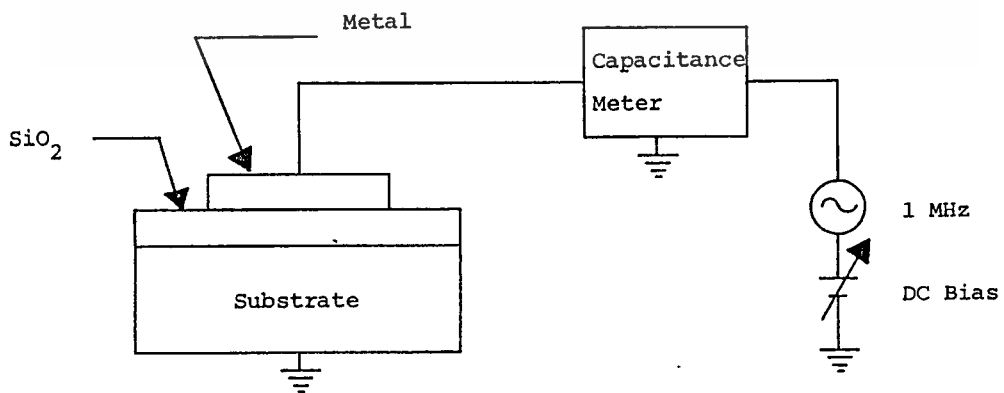 Metal
Capacitance
Meter
SiO₂
1 MHz
DC Bias
Substrate